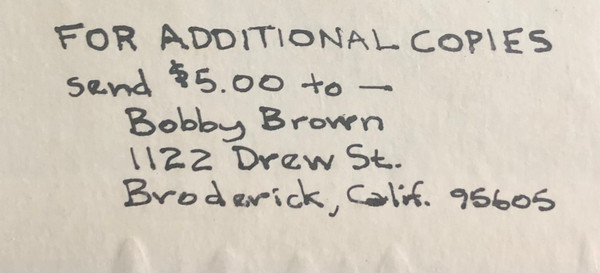 FOR ADDITIONAL COPIES
send $5.00 to —
Bobby Brown
1122 Drew St.
Broderick, Calif. 95605